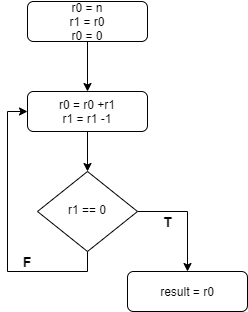 r0 = n
r1 = r0
r0 = 0
r0 = r0 +r1
r1 = r1 -1
r1 == 0
T
F
result = r0